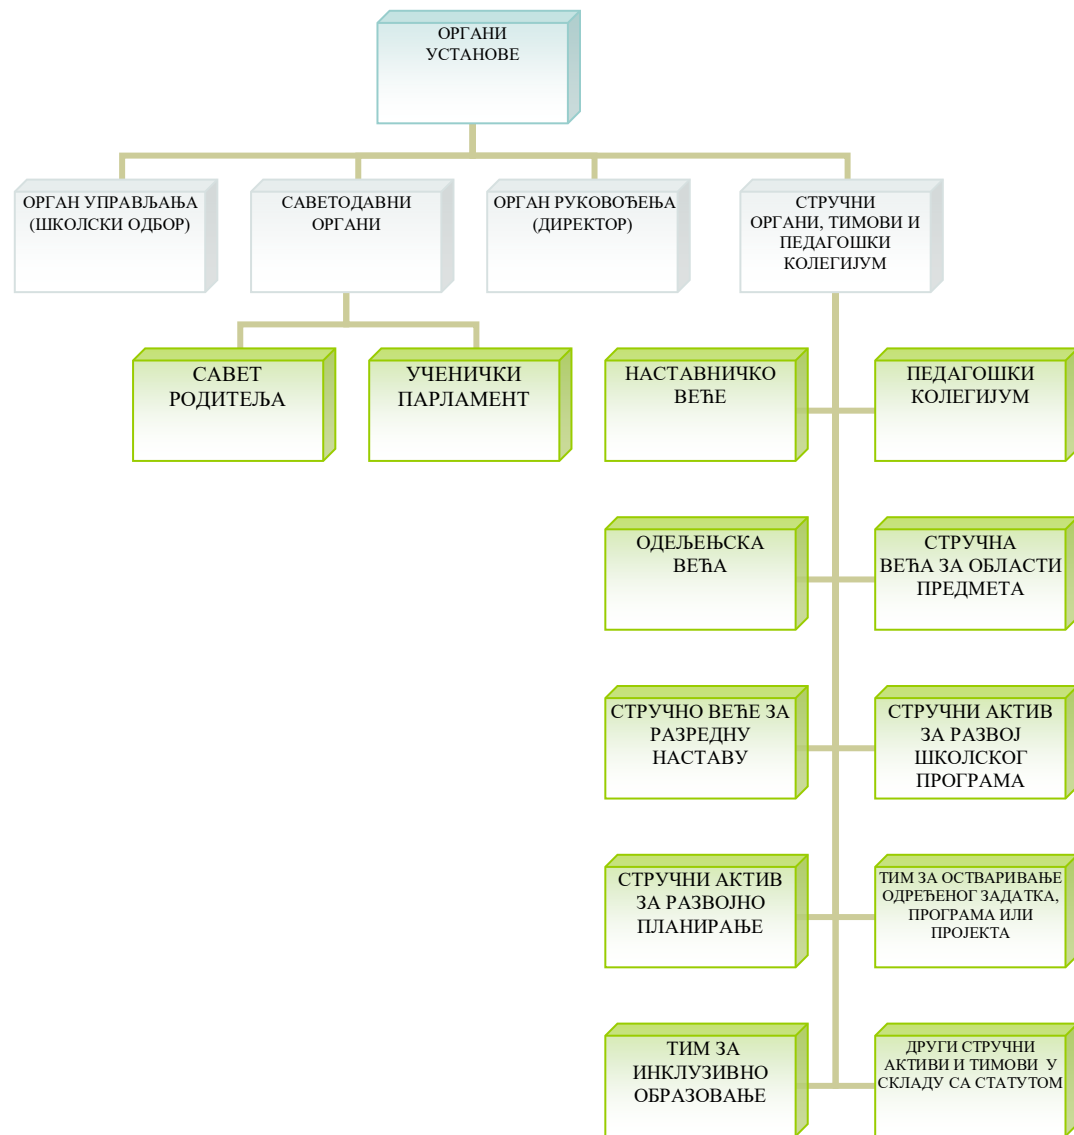 ОРГАНИ
УСТАНОВЕ
ОРГАН УПРАВЉАЊА
(ШКОЛСКИ ОДБОР)
САВЕТОДАВНИ
ОРГАНИ
ОРГАН РУКОВОЂЕЊА
(ДИРЕКТОР)
СТРУЧНИ
ОРГАНИ, ТИМОВИ И
ПЕДАГОШКИ
КОЛЕГИЈУМ
САВЕТ
РОДИТЕЉА
УЧЕНИЧКИ
ПАРЛАМЕНТ
НАСТАВНИЧКО
ВЕЋЕ
ПЕДАГОШКИ
КОЛЕГИЈУМ
ОДЕЉЕЊСКА
ВЕЋА
СТРУЧНА
ВЕЋА ЗА ОБЛАСТИ
ПРЕДМЕТА
СТРУЧНО ВЕЋЕ ЗА
РАЗРЕДНУ
НАСТАВУ
СТРУЧНИ АКТИВ
ЗА РАЗВОЈ
ШКОЛСКОГ
ПРОГРАМА
СТРУЧНИ АКТИВ
ЗА РАЗВОЈНО
ПЛАНИРАЊЕ
ТИМ ЗА ОСТВАРИВАЊЕ
ОДРЕЂЕНОГ ЗАДАТКА,
ПРОГРАМА ИЛИ
ПРОЈЕКТА
ТИМ ЗА
ИНКЛУЗИВНО
ОБРАЗОВАЊЕ
ДРУГИ СТРУЧНИ
АКТИВИ И ТИМОВИ У
СКЛАДУ СА СТАТУТОМ